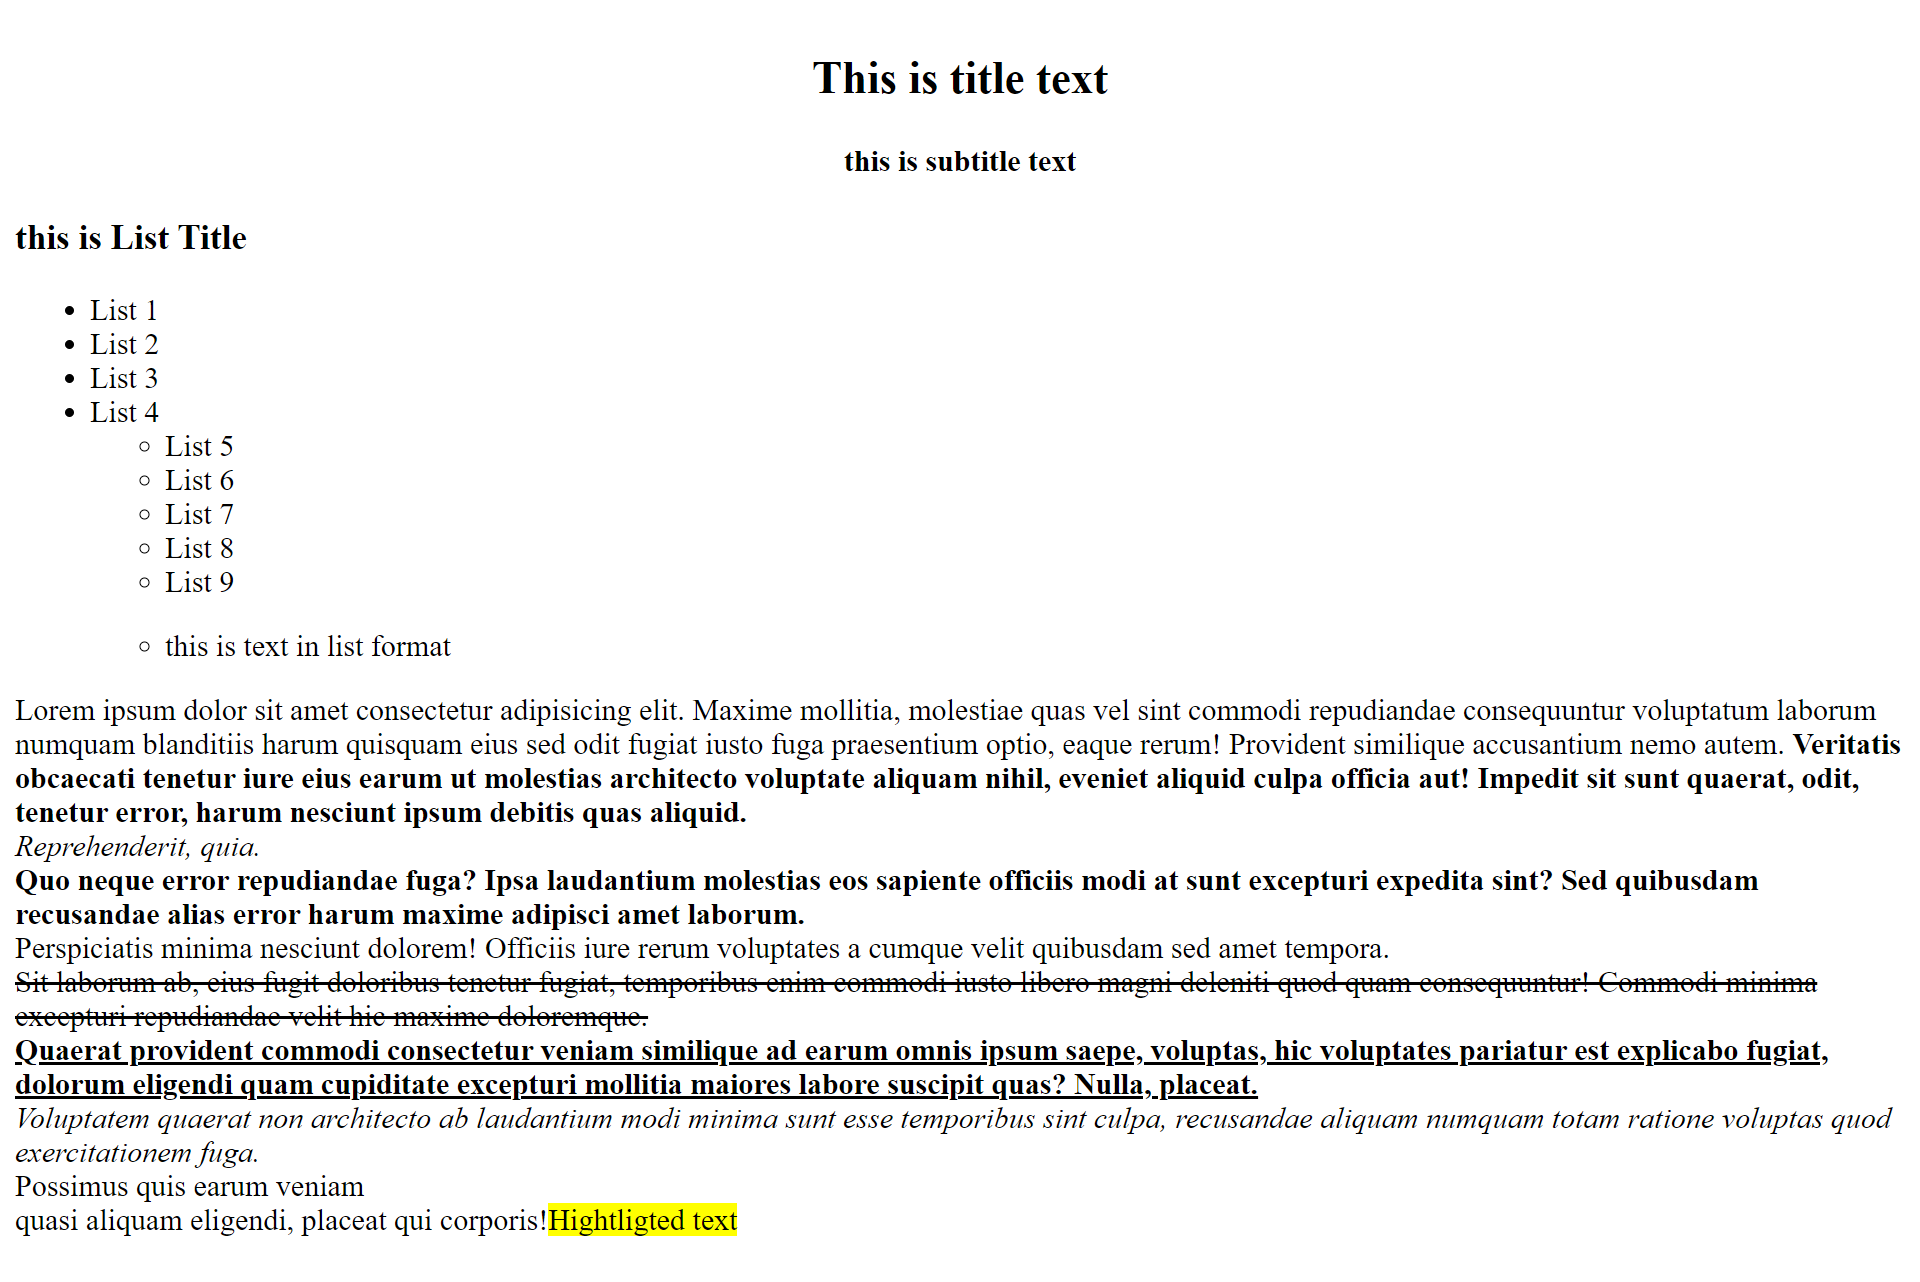 This is title text
this is subtitle text
this is List Title
List 1
List 2
List 3
List 4
List 5
List 6
List 7
List 8
List 9
this is text in list format
Lorem ipsum dolor sit amet consectetur adipisicing elit. Maxime mollitia, molestiae quas vel sint commodi repudiandae consequuntur voluptatum laborum
numquam blanditiis harum quisquam eius sed odit fugiat iusto fuga praesentium optio, eaque rerum! Provident similique accusantium nemo autem. Veritatis
obcaecati tenetur iure eius earum ut molestias architecto voluptate aliquam nihil, eveniet aliquid culpa officia aut! Impedit sit sunt quaerat, odit,
tenetur error, harum nesciunt ipsum debitis quas aliquid.
Reprehenderit, quia.
Quo neque error repudiandae fuga? Ipsa laudantium molestias eos sapiente officiis modi at sunt excepturi expedita sint? Sed quibusdam
recusandae alias error harum maxime adipisci amet laborum.
Perspiciatis minima nesciunt dolorem! Officiis iure rerum voluptates a cumque velit quibusdam sed amet tempora.
Sit laborum ab, eius fugit doloribus tenetur fugiat, temporibus enim commodi iusto libero magni deleniti quod quam consequuntur! Commodi minima
excepturi repudiandae velit hic maxime doloremque.
Quaerat provident commodi consectetur veniam similique ad earum omnis ipsum saepe, voluptas, hic voluptates pariatur est explicabo fugiat,
dolorum eligendi quam cupiditate excepturi mollitia maiores labore suscipit quas? Nulla, placeat.
Voluptatem quaerat non architecto ab laudantium modi minima sunt esse temporibus sint culpa, recusandae aliquam numquam totam ratione voluptas quod
exercitationem fuga.
Possimus quis earum veniam
quasi aliquam eligendi, placeat qui corporis!Hightligted text